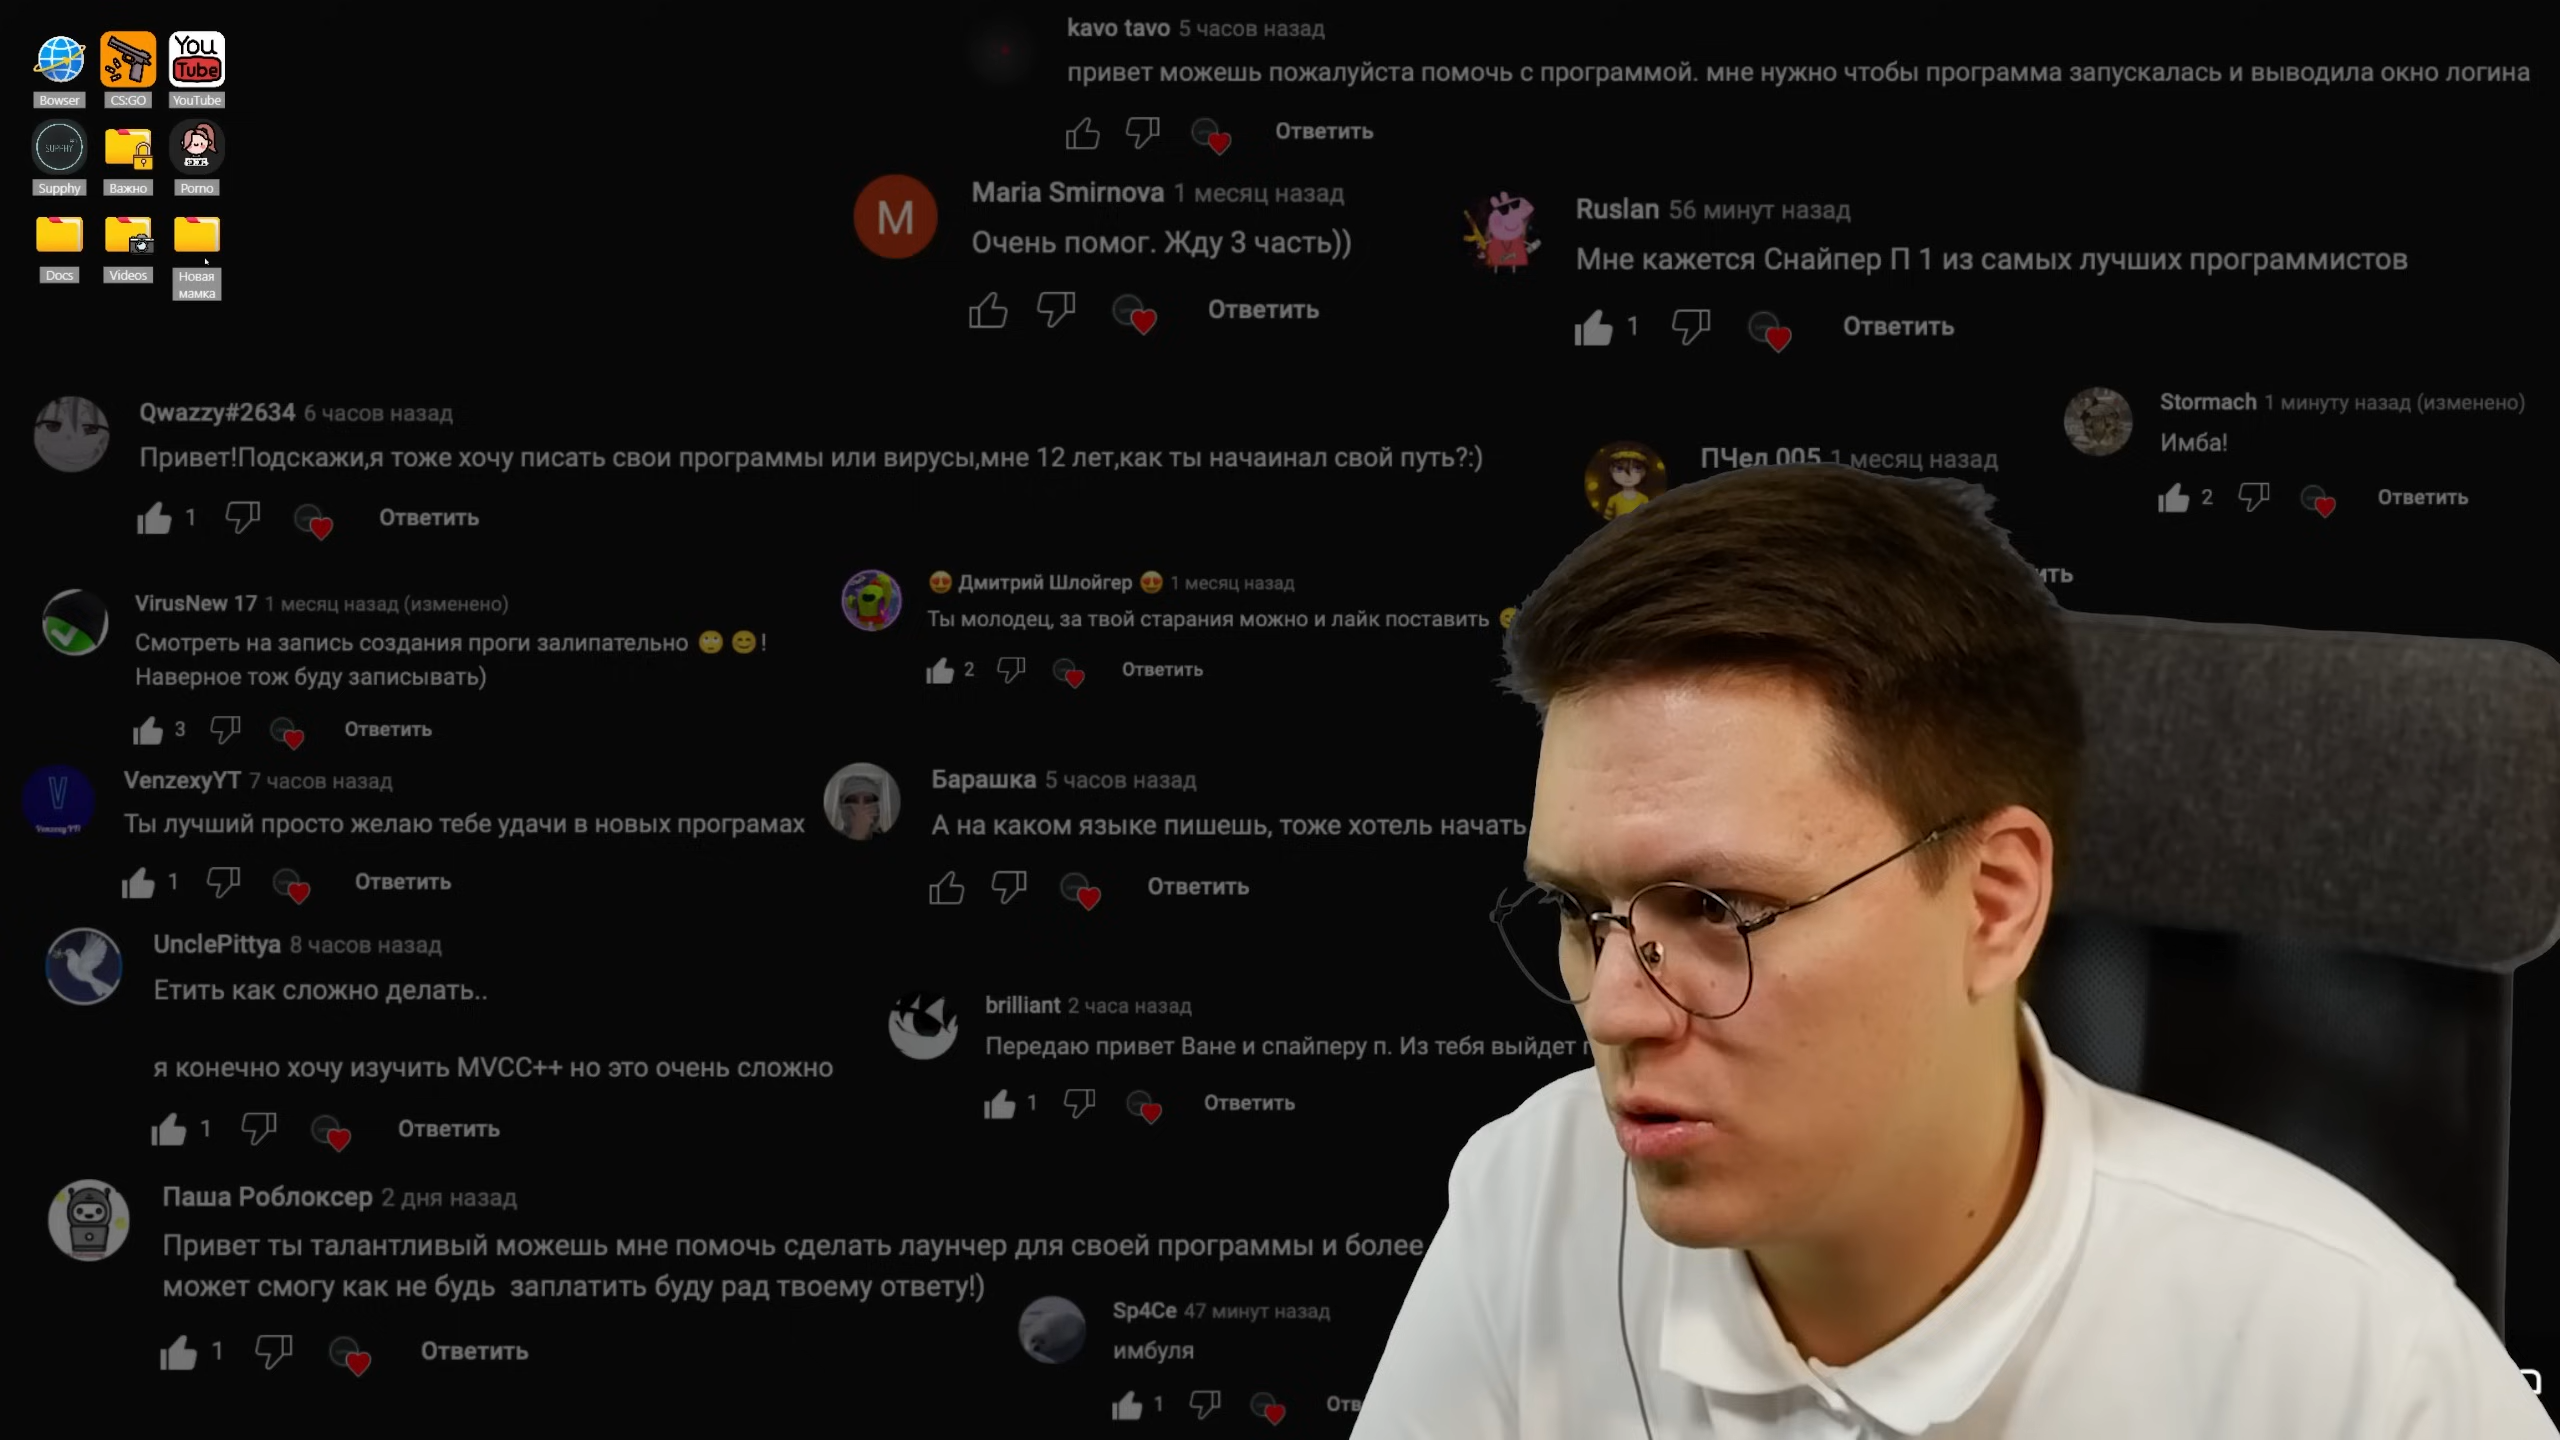 You
Tube
Bowser
CS:GO
YouTube
SUPPHY
Supphy
Важно
Porno
Docs
Videos
Новая
мамка
kavo tavo 5 часов назад
привет можешь пожалуйста помочь с программой. мне нужно чтобы программа запускалась и выводила окно логина
Ответить
M
Maria Smirnova 1 месяц назад
Очень помог. Жду 3 часть))
Ответить
Ruslan 56 минут назад
Мне кажется Снайпер П 1 из самых лучших программистов
1 Ответить
Qwazzy#2634 6 часов назад
Привет!Подскажи,я тоже хочу писать свои программы или вирусы,мне 12 лет,как ты начаинал свой путь?:)
1 Ответить
ПЧел 005 1 месяц назад
Stormach 1 минуту назад (изменено)
Имба!
2 Ответить
ить
VirusNew 17 1 месяц назад (изменено)
Смотреть на запись создания проги залипательно 🙄 😊 !
Наверное тож буду записывать)
3 Ответить
😍 Дмитрий Шлойгер 😍 1 месяц назад
Ты молодец, за твой старания можно и лайк поставить
2 Ответить
V
VenzexyYT 7 часов назад
Ты лучший просто желаю тебе удачи в новых програмах
1 Ответить
Барашка 5 часов назад
А на каком языке пишешь, тоже хотель начать
Ответить
UnclePittya 8 часов назад
Етить как сложно делать..
я конечно хочу изучить MVCC++ но это очень сложно
1 Ответить
brilliant 2 часа назад
Передаю привет Ване и спайперу п. Из тебя выйдет
1 Ответить
Паша Роблоксер 2 дня назад
Привет ты талантливый можешь мне помочь сделать лаунчер для своей программы и более
может смогу как не будь заплатить буду рад твоему ответу!)
1 Ответить
Sp4Ce 47 минут назад
имбуля
1 Отв